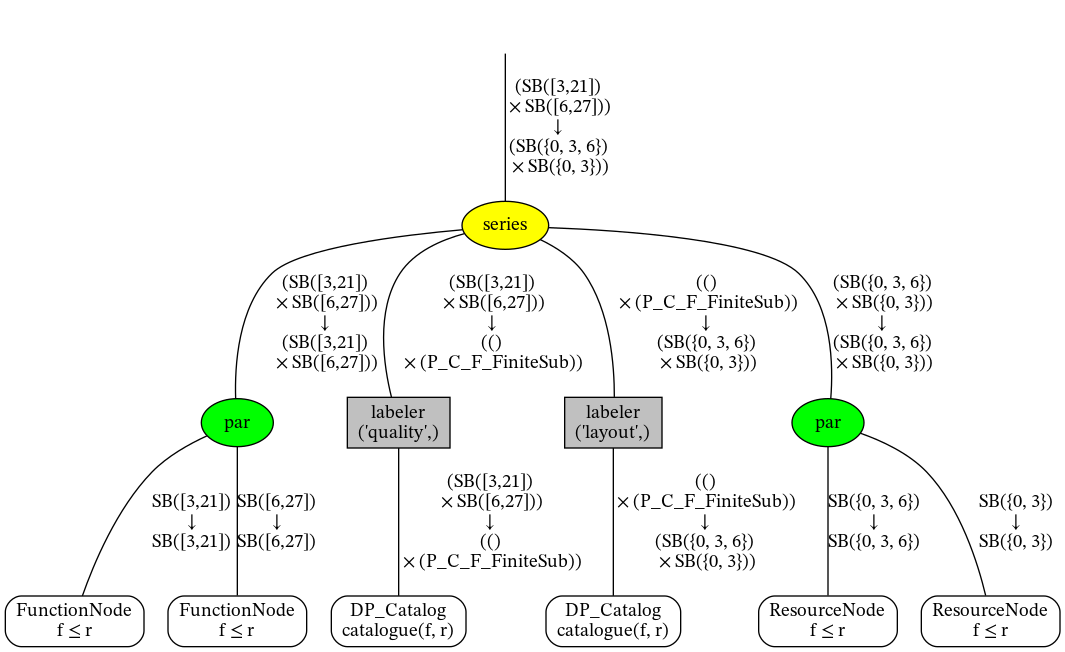 (SB([3,21])
× SB([6,27]))
↓
(SB({0, 3, 6})
× SB({0, 3}))
series
(SB([3,21])
× SB([6,27]))
↓
(SB([3,21])
× SB([6,27]))
(SB([3,21])
× SB([6,27]))
↓
(()
× (P_C_F_FiniteSub))
(()
× (P_C_F_FiniteSub))
↓
(SB({0, 3, 6})
× SB({0, 3}))
(SB({0, 3, 6})
× SB({0, 3}))
↓
(SB({0, 3, 6})
× SB({0, 3}))
par
labeler
('quality',)
labeler
('layout',)
par
SB([3,21])
↓
SB([3,21])
SB([6,27])
↓
SB([6,27])
(SB([3,21])
× SB([6,27]))
↓
(()
× (P_C_F_FiniteSub))
(()
× (P_C_F_FiniteSub))
↓
(SB({0, 3, 6})
× SB({0, 3}))
SB({0, 3, 6})
↓
SB({0, 3, 6})
SB({0, 3})
↓
SB({0, 3})
FunctionNode
f ≤ r
FunctionNode
f ≤ r
DP_Catalog
catalogue(f, r)
DP_Catalog
catalogue(f, r)
ResourceNode
f ≤ r
ResourceNode
f ≤ r